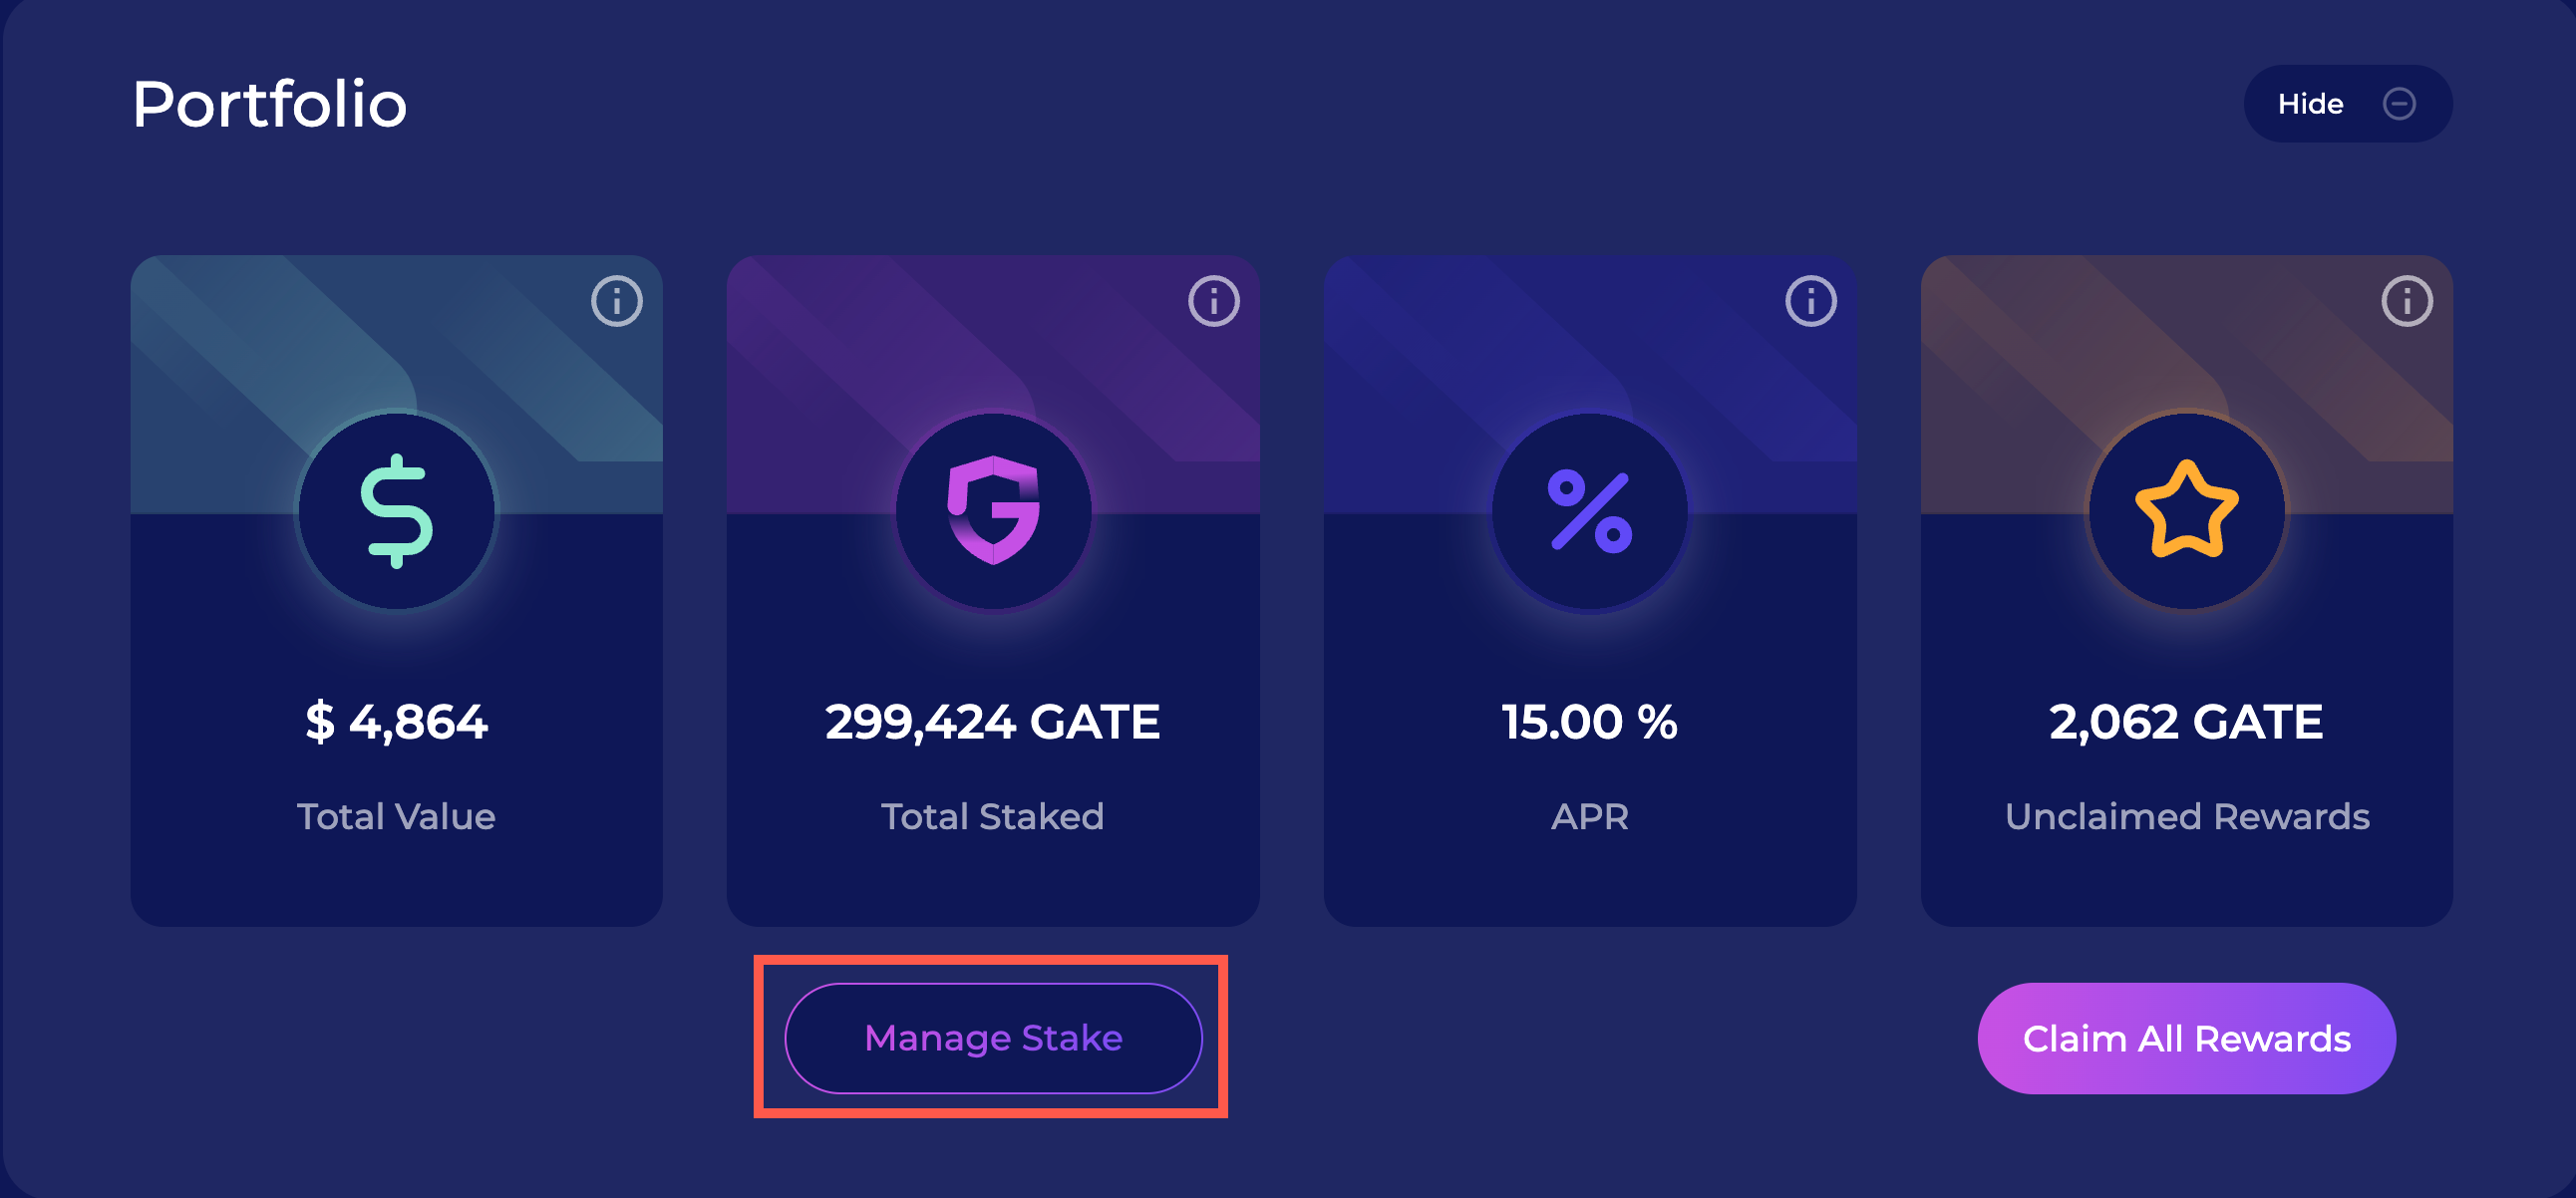 Portfolio
Hide
$ 4,864
Total Value
299,424 GATE
Total Staked
15.00 %
APR
2,062 GATE
Unclaimed Rewards
Manage Stake
Claim All Rewards